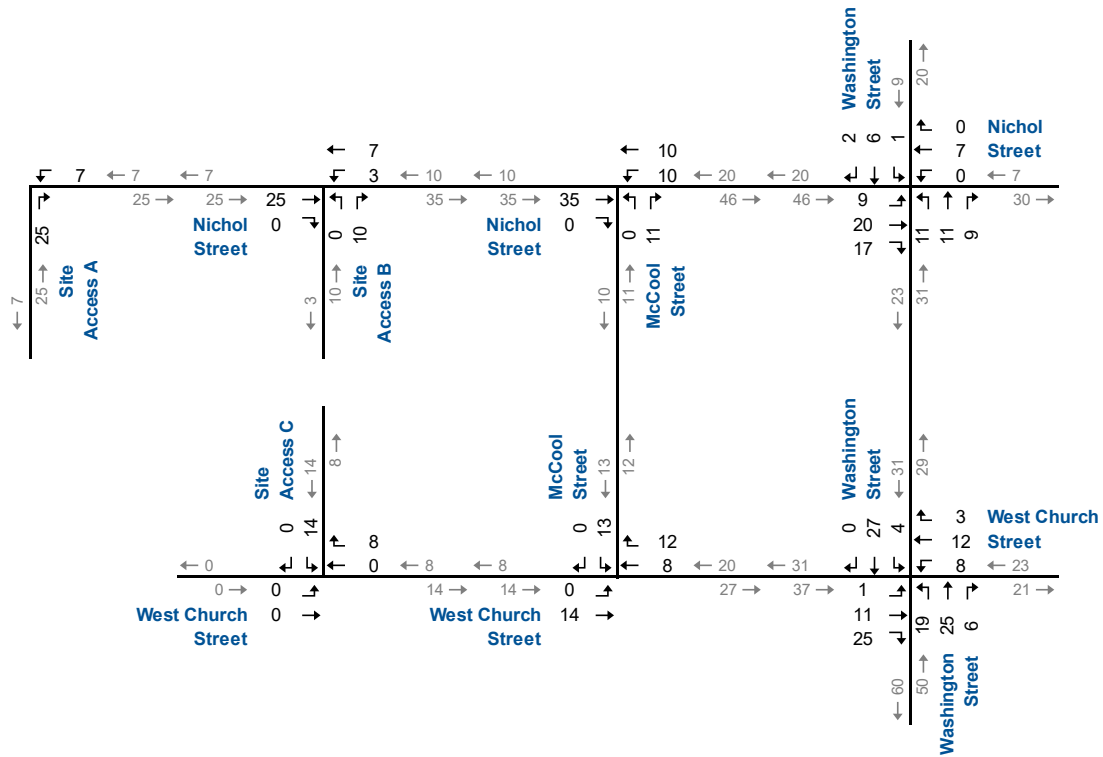 Washington
Street
← 9
20 →
2 6 1
0
Nichol
7
Street
0
← 7
7
← 7
← 7
7
3
← 10
← 10
10
10
← 20
← 20
25 →
25 →
25
35 →
35 →
35
46 →
46 →
9
30 →
Nichol
0
Street
Nichol
0
Street
20
17
25
0 10
0 11
11 11 9
← 7
25 →
Site
Access A
← 3
10 →
Site
Access B
← 10
11 →
McCool
Street
← 23
31 →
Site
Access C
← 14
8 →
McCool
Street
← 13
12 →
Washington
Street
← 31
29 →
0 14
0 13
0 27 4
3
West Church
12
Street
8
← 23
8
0
← 0
← 8
← 8
12
8
← 20
← 31
0 →
0
14 →
14 →
0
27 →
37 →
1
21 →
West Church
0
Street
West Church
14
Street
11
25
19 25 6
← 60
50 →
Washington
Street